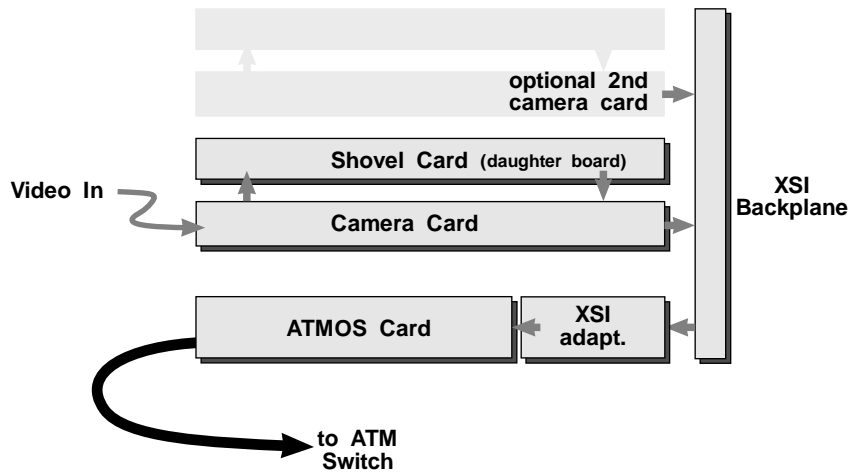 optional 2nd
camera card
Shovel Card (daughter board)
Video In
Camera Card
XSI
Backplane
ATMOS Card
XSI
adapt.
to ATM
Switch